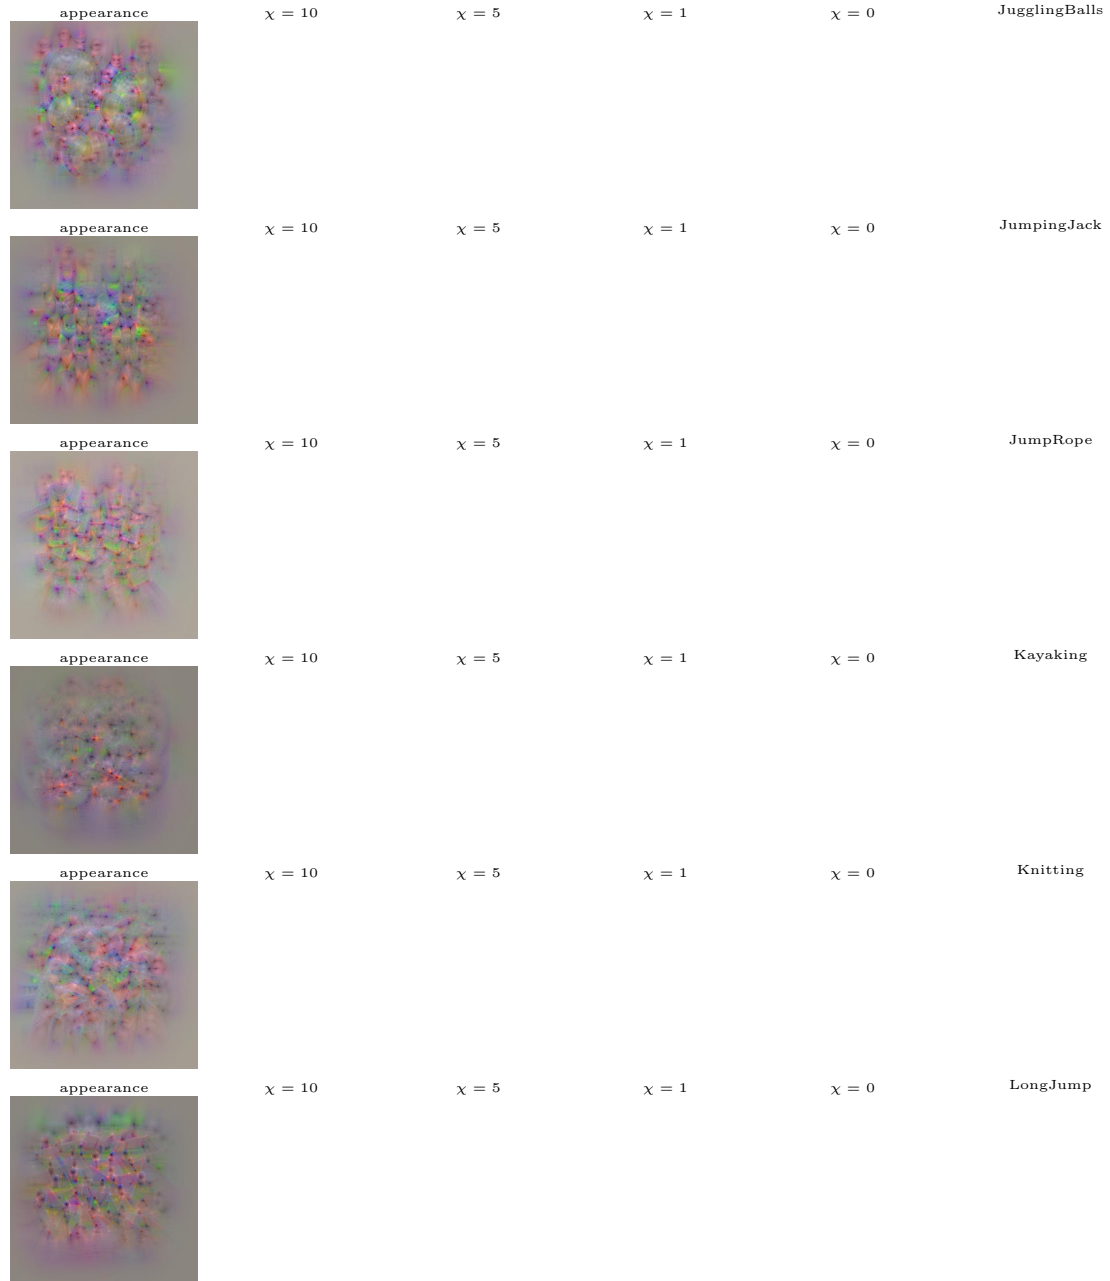 appearance χ = 10 χ = 5 χ = 1 χ = 0 JugglingBalls
appearance χ = 10 χ = 5 χ = 1 χ = 0 JumpingJack
appearance χ = 10 χ = 5 χ = 1 χ = 0 JumpRope
appearance χ = 10 χ = 5 χ = 1 χ = 0 Kayaking
appearance χ = 10 χ = 5 χ = 1 χ = 0 Knitting
appearance χ = 10 χ = 5 χ = 1 χ = 0 LongJump